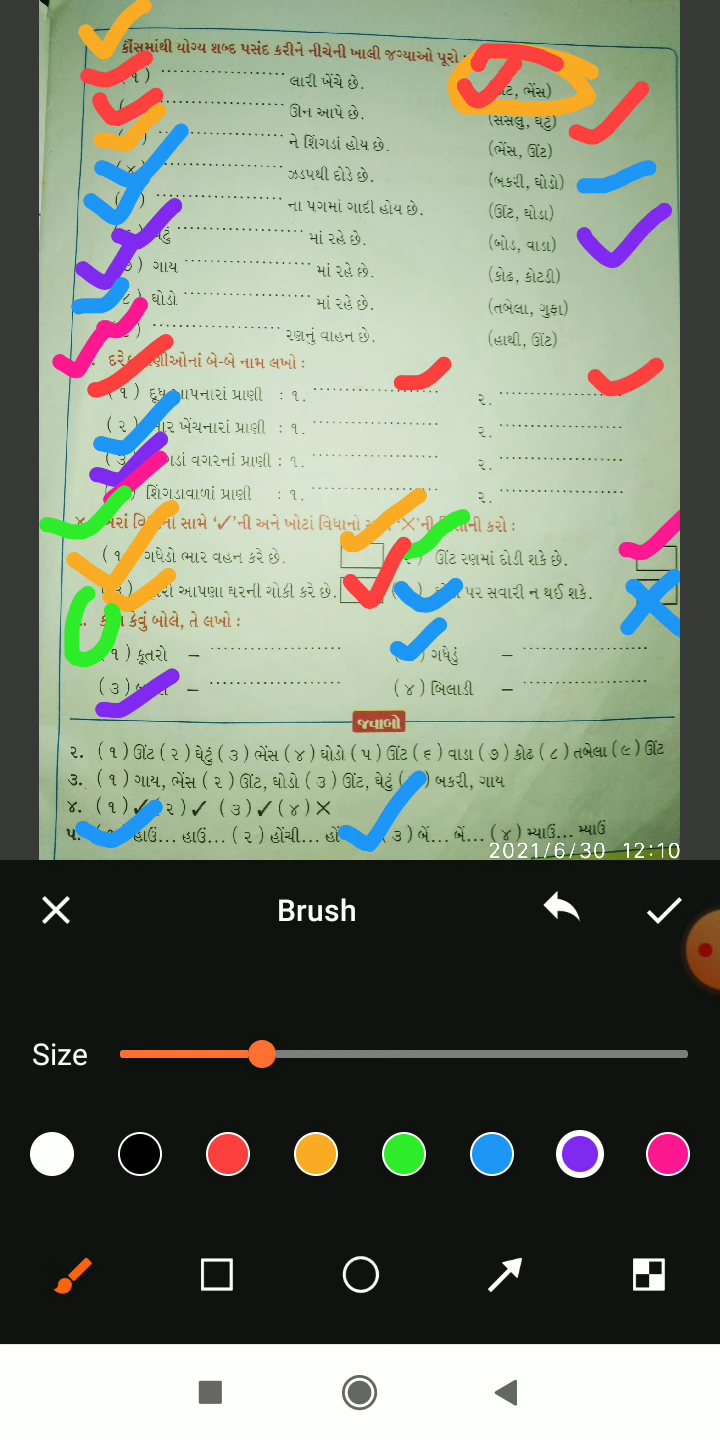 કૌંસમાંથી યોગ્ય શબ્દ પસંદ કરીને નીચેની ખાલી જગ્યાઓ પૂરો :
લારી ખેંચે છે. ભેંસ)
ઊન આપે છે. (સસલું, ઘેટું)
ને શિંગડાં હોય છે. (ભેંસ, ઊંટ)
ઝડપથી દોડે છે. (બકરી, ઘોડો)
ના પગમાં ગાદી હોય છે. (ઊંટ, ઘોડા)
માં રહે છે. (બોડ, વાડા)
) ગાય માં રહે છે. (કોઢ, કોટડી)
ઘોડો માં રહે છે. (તબેલા, ગુફા)
રણનું વાહન છે. (હાથી, ઊંટ)
બે-બે નામ લખો :
(૧) પ્રાણી : ૧. ૨.
(૨) ખેંચનારાં પ્રાણી : ૧. ૨.
(૩) વગરનાં પ્રાણી : ૧. ૨.
શિંગડાવાળાં પ્રાણી : ૧. ૨.
સામે '✓'ની અને ખોટાં વિધાનો '✗'ની કરો :
(૧ ગધેડો ભાર વહન કરે છે. ઊંટ રણમાં દોડી શકે છે.
આપણા ઘરની ચોકી કરે છે. પર સવારી ન થઈ શકે.
કેવું બોલે, તે લખો :
૧) કૂતરો – ગધેડું –
(૩) – (૪) બિલાડી –
જવાબો
૨. (૧) ઊંટ (૨) ઘેટું (૩) ભેંસ (૪) ઘોડો (૫) ઊંટ (૬) વાડા (૭) કોઢ (૮) તબેલા (૯) ઊંટ
૩. (૧) ગાય, ભેંસ (૨) ઊંટ, ઘોડો (૩) ઊંટ, ઘેટું ) બકરી, ગાય
૪. (૧) ✓ ૨) ✓ (૩) ✓ (૪) ✗
૫. હાઉ... હાઉ... (૨) હોંચી... ૩) બેં... બેં... (૪) મ્યાઉં... મ્યાઉં
2021/6/30 12:10
Brush
Size